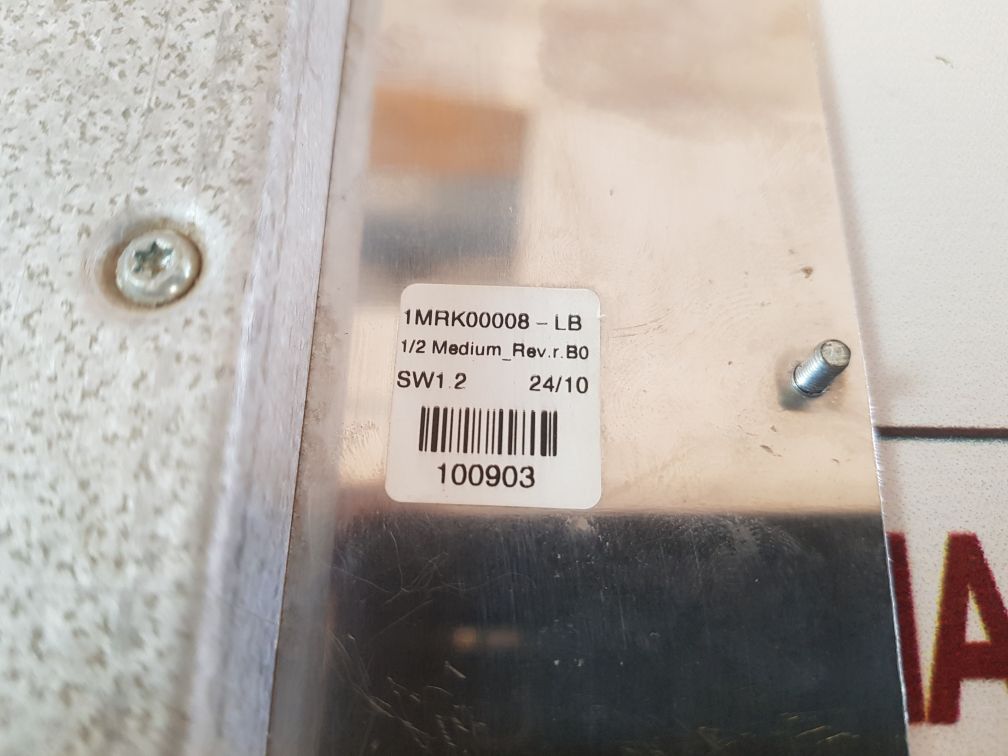 1MRK00008 - LB
1/2 Medium_Rev.r.B0
SW1.2 24/10
100903